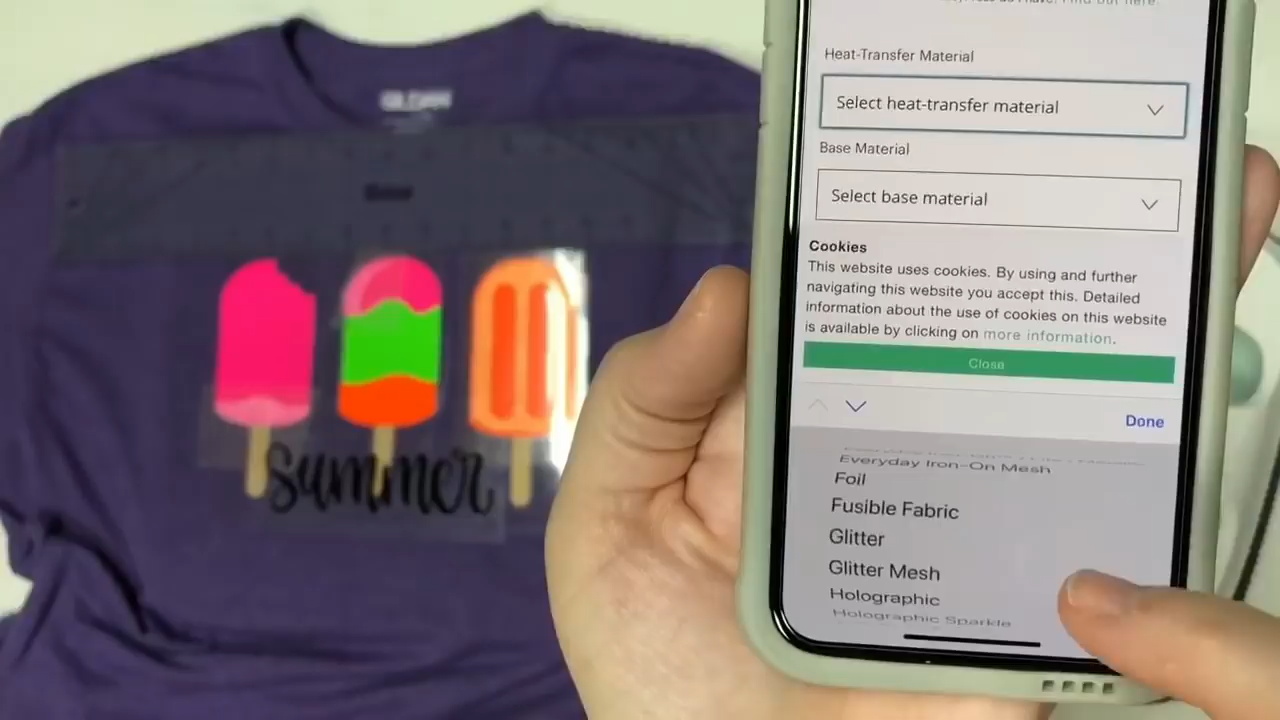 GILDAN
summer
Heat-Transfer Material
Select heat-transfer material
Base Material
Select base material
Cookies
This website uses cookies. By using and further
navigating this website you accept this. Detailed
information about the use of cookies on this website
is available by clicking on more information.
Close
Done
Everyday Iron-On Mesh
Foil
Fusible Fabric
Glitter
Glitter Mesh
Holographic
Holographic Sparkle